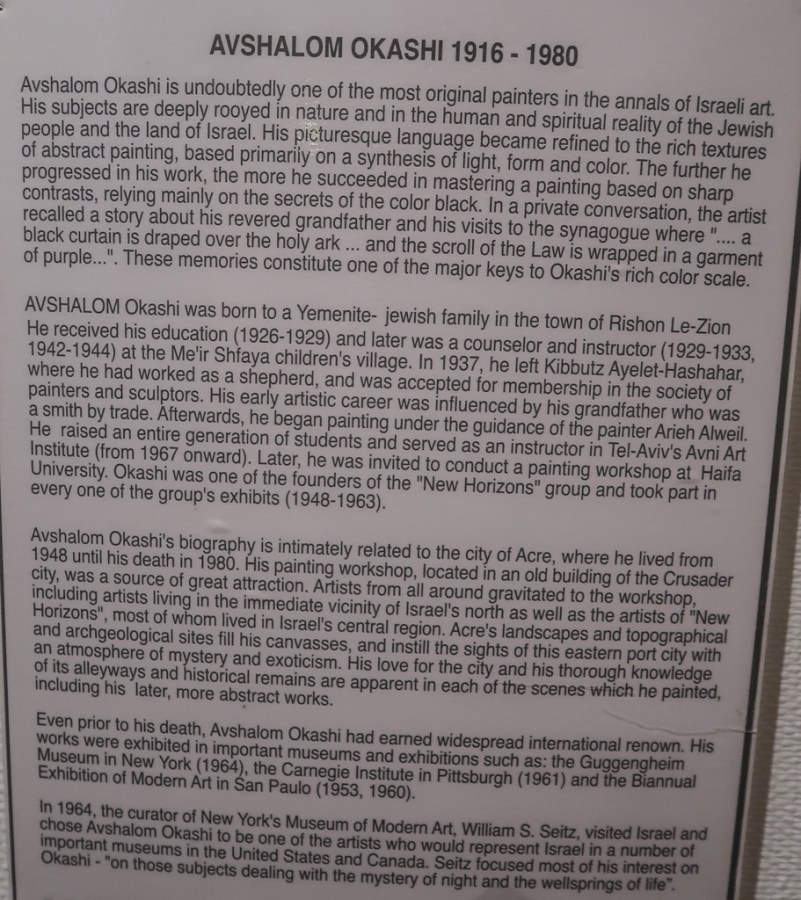 AVSHALOM OKASHI 1916 - 1980
Avshalom Okashi is undoubtedly one of the most original painters in the annals of Israeli art.
His subjects are deeply rooyed in nature and in the human and spiritual reality of the Jewish
people and the land of Israel. His picturesque language became refined to the rich textures
of abstract painting, based primarily on a synthesis of light, form and color. The further he
progressed in his work, the more he succeeded in mastering a painting based on sharp
contrasts, relying mainly on the secrets of the color black. In a private conversation, the artist
recalled a story about his revered grandfather and his visits to the synagogue where ".... a
black curtain is draped over the holy ark ... and the scroll of the Law is wrapped in a garment
of purple...". These memories constitute one of the major keys to Okashi's rich color scale.
AVSHALOM Okashi was born to a Yemenite- jewish family in the town of Rishon Le-Zion
He received his education (1926-1929) and later was a counselor and instructor (1929-1933,
1942-1944) at the Me'ir Shfaya children's village. In 1937, he left Kibbutz Ayelet-Hashahar,
where he had worked as a shepherd, and was accepted for membership in the society of
painters and sculptors. His early artistic career was influenced by his grandfather who was
a smith by trade. Afterwards, he began painting under the guidance of the painter Arieh Alweil.
He raised an entire generation of students and served as an instructor in Tel-Aviv's Avni Art
Institute (from 1967 onward). Later, he was invited to conduct a painting workshop at Haifa
University. Okashi was one of the founders of the "New Horizons" group and took part in
every one of the group's exhibits (1948-1963).
Avshalom Okashi's biography is intimately related to the city of Acre, where he lived from
1948 until his death in 1980. His painting workshop, located in an old building of the Crusader
city, was a source of great attraction. Artists from all around gravitated to the workshop,
including artists living in the immediate vicinity of Israel's north as well as the artists of "New
Horizons", most of whom lived in Israel's central region. Acre's landscapes and topographical
and archgeological sites fill his canvasses, and instill the sights of this eastern port city with
an atmosphere of mystery and exoticism. His love for the city and his thorough knowledge
of its alleyways and historical remains are apparent in each of the scenes which he painted,
including his later, more abstract works.
Even prior to his death, Avshalom Okashi had earned widespread international renown. His
works were exhibited in important museums and exhibitions such as: the Guggengheim
Museum in New York (1964), the Carnegie Institute in Pittsburgh (1961) and the Biannual
Exhibition of Modern Art in San Paulo (1953, 1960).
In 1964, the curator of New York's Museum of Modern Art, William S. Seitz, visited Israel and
chose Avshalom Okashi to be one of the artists who would represent Israel in a number of
important museums in the United States and Canada. Seitz focused most of his interest on
Okashi - "on those subjects dealing with the mystery of night and the wellsprings of life".